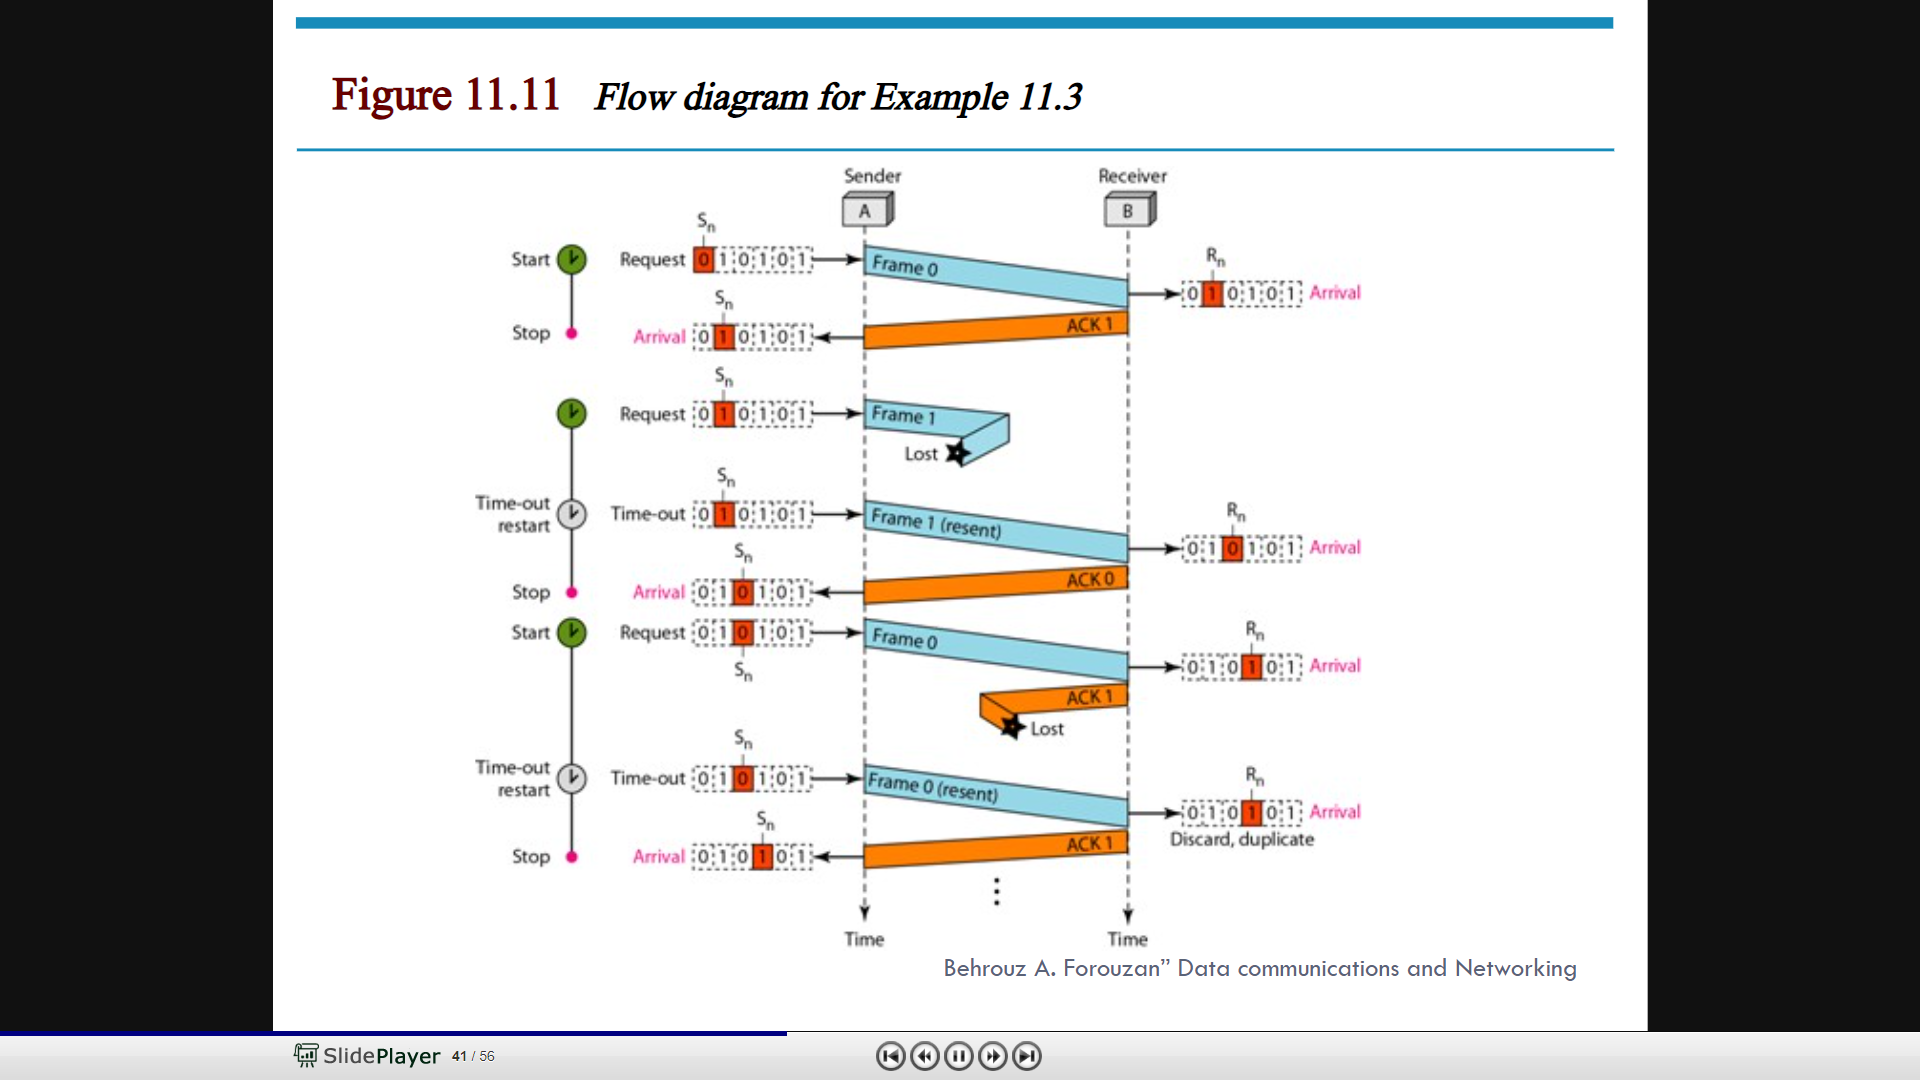 Figure 11.11 Flow diagram for Example 11.3
Sender Receiver
A B
Sn
Start Request 0 1 0 1 0 1 Frame 0
Rn
0 1 0 1 0 1 Arrival
Sn
Stop Arrival 0 1 0 1 0 1 ACK 1
Sn
Request 0 1 0 1 0 1 Frame 1
Lost
Sn
Time-out restart Time-out 0 1 0 1 0 1 Frame 1 (resent)
Rn
0 1 0 1 0 1 Arrival
Sn
Stop Arrival 0 1 0 1 0 1 ACK 0
Start Request 0 1 0 1 0 1 Frame 0
Sn
Rn
0 1 0 1 0 1 Arrival
ACK 1
Lost
Sn
Time-out restart Time-out 0 1 0 1 0 1 Frame 0 (resent)
Rn
0 1 0 1 0 1 Arrival
Discard, duplicate
Sn
Stop Arrival 0 1 0 1 0 1 ACK 1
Time Time
Behrouz A. Forouzan” Data communications and Networking
SlidePlayer 41 / 56